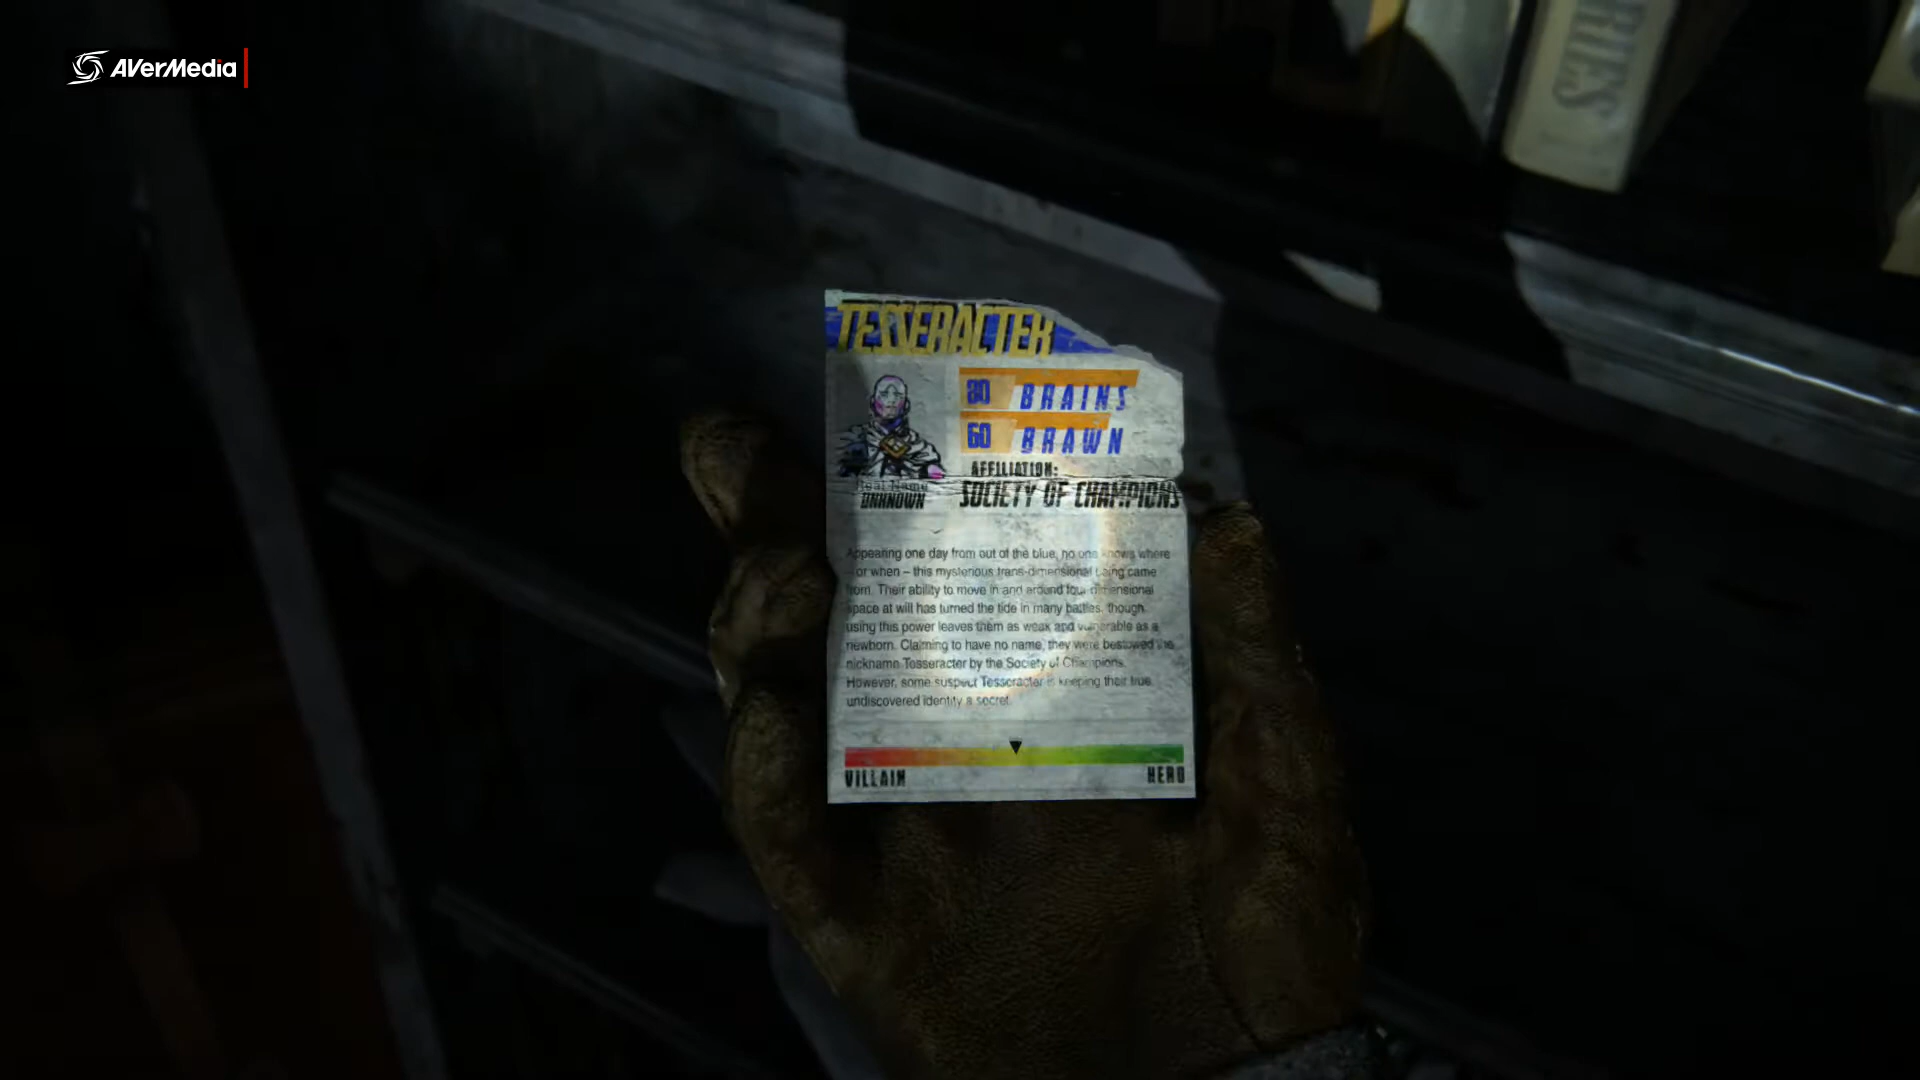 AVerMedia
RIES
TESSERACTER
80 BRAINS
60 BRAWN
AFFILIATION:
SOCIETY OF CHAMPIONS
Real Name
UNKNOWN
Appearing one day from out of the blue, no one knows where
– or when – this mysterious trans-dimensional being came
from. Their ability to move in and around four dimensional
space at will has turned the tide in many battles, though
using this power leaves them as weak and vulnerable as a
newborn. Claiming to have no name, they were bestowed the
nickname Tesseracter by the Society of Champions.
However, some suspect Tesseracter is keeping their true,
undiscovered identity a secret.
VILLAIN HERO